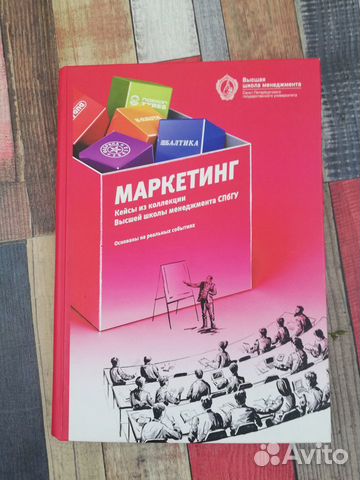 Высшая
школа менеджмента
Санкт-Петербургского
государственного университета
БАЛТИКА
МАРКЕТИНГ
Кейсы из коллекции
Высшей школы менеджмента СПбГУ
Основаны на реальных событиях
Avito